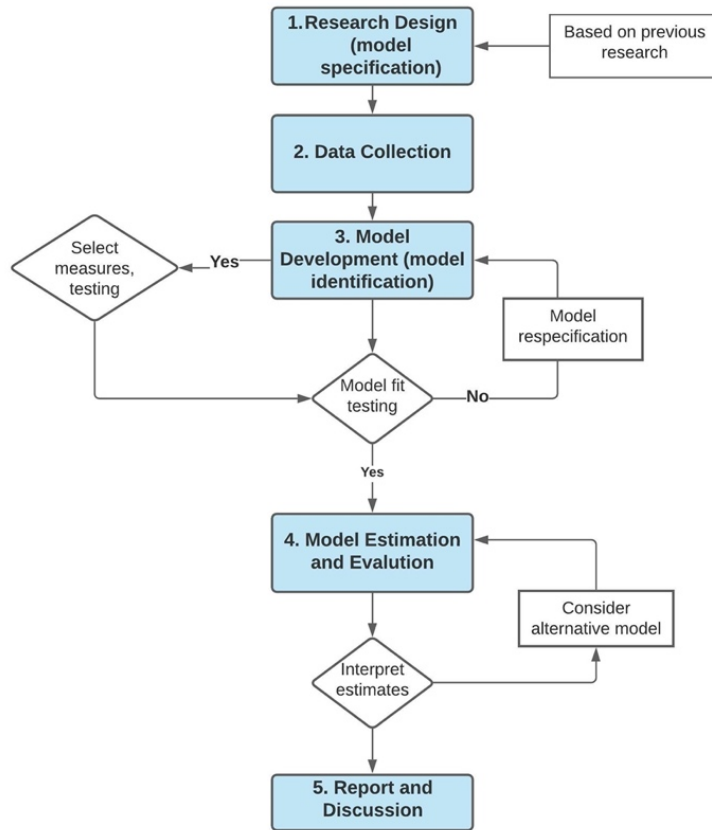 1.Research Design
(model
specification)
Based on previous
research
2. Data Collection
3. Model
Development (model
identification)
Select
measures,
testing
Yes
Model
respecification
Model fit
testing
No
Yes
4. Model Estimation
and Evalution
Consider
alternative model
Interpret
estimates
5. Report and
Discussion